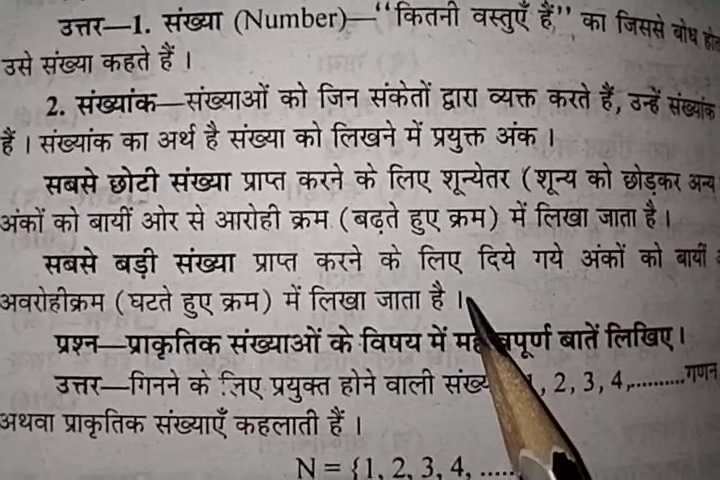 उत्तर—1. संख्या (Number)—“कितनी वस्तुएँ हैं” का जिससे बोध
उसे संख्या कहते हैं ।
2. संख्यांक—संख्याओं को जिन संकेतों द्वारा व्यक्त करते हैं, उन्हें संख्यांक
हैं । संख्यांक का अर्थ है संख्या को लिखने में प्रयुक्त अंक ।
सबसे छोटी संख्या प्राप्त करने के लिए शून्येतर (शून्य को छोड़कर अन्य
अंकों को बायीं ओर से आरोही क्रम (बढ़ते हुए क्रम) में लिखा जाता है ।
सबसे बड़ी संख्या प्राप्त करने के लिए दिये गये अंकों को बायीं
अवरोहीक्रम (घटते हुए क्रम) में लिखा जाता है ।
प्रश्न—प्राकृतिक संख्याओं के विषय में बातें लिखिए।
उत्तर—गिनने के लिए प्रयुक्त होने वाली 1, 2, 3, 4,..........
अथवा प्राकृतिक संख्याएँ कहलाती हैं ।
N = {1, 2, 3, 4, .....